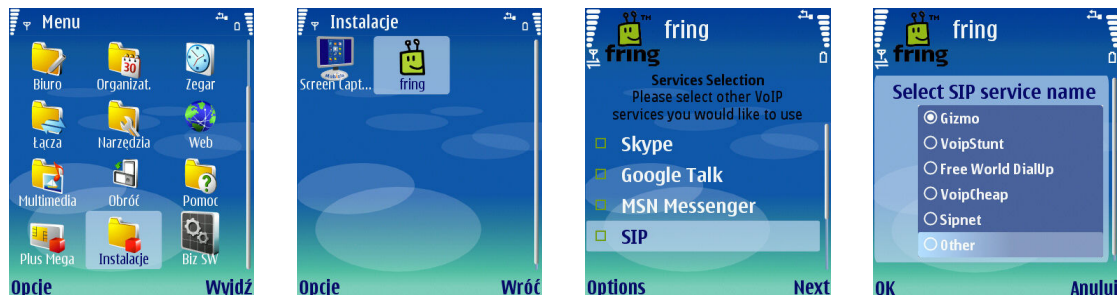 Menu
Biuro
Organizat.
Zegar
Łącza
Narzędzia
Web
Multimedia
Obróć
Pomoc
Plus Mega
Instalacje
Biz SW
Opcje
Wyjdź
Instalacje
Screen Capt...
fring
Opcje
Wróć
fring
fring
Services Selection
Please select other VoIP
services you would like to use
Skype
Google Talk
MSN Messenger
SIP
Options
Next
fring
fring
Select SIP service name
Gizmo
VoipStunt
Free World DialUp
VoipCheap
Sipnet
Other
OK
Anuluj